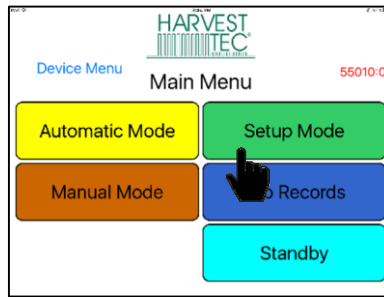 HARVEST
TEC
Device Menu
Main Menu
55010:0
Automatic Mode
Setup Mode
Manual Mode
Records
Standby